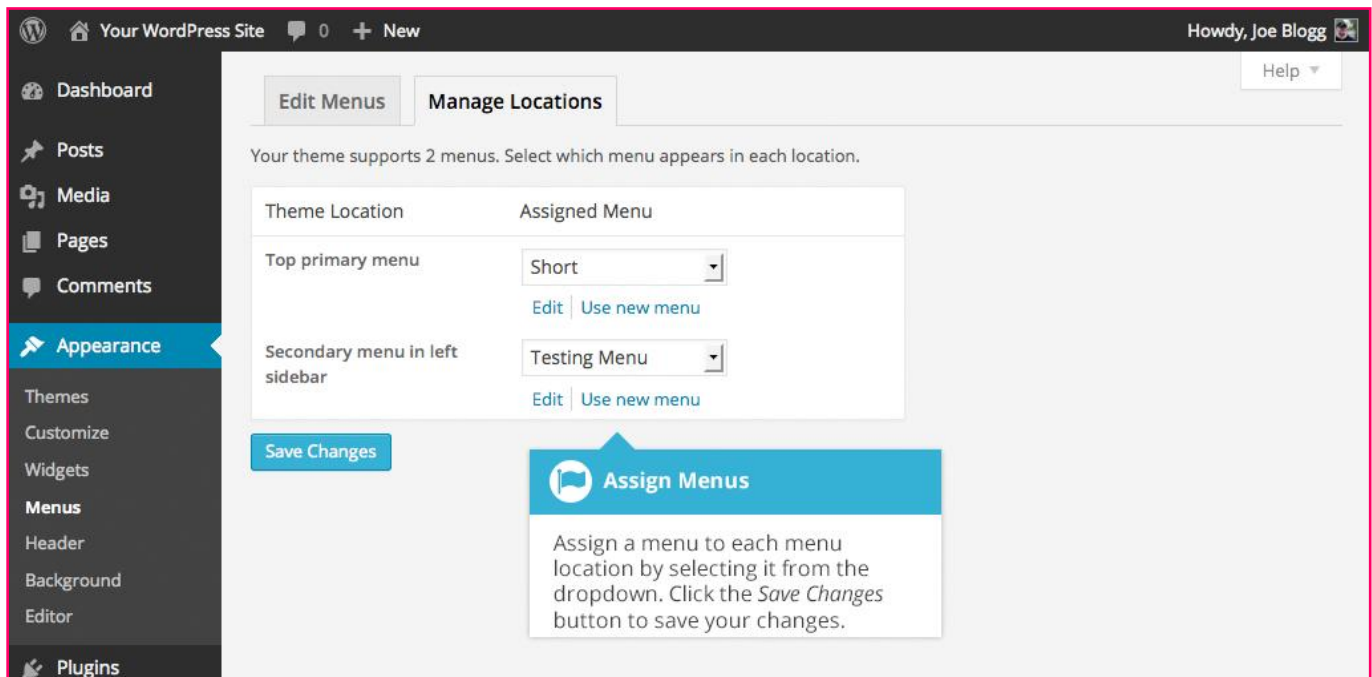 Your WordPress Site 0 + New Howdy, Joe Blogg
Help
Dashboard
Posts
Media
Pages
Comments
Appearance
Themes
Customize
Widgets
Menus
Header
Background
Editor
Plugins
Edit Menus Manage Locations
Your theme supports 2 menus. Select which menu appears in each location.
Theme Location Assigned Menu
Top primary menu Short
Edit Use new menu
Secondary menu in left
sidebar
Testing Menu
Edit Use new menu
Save Changes
Assign Menus
Assign a menu to each menu
location by selecting it from the
dropdown. Click the Save Changes
button to save your changes.